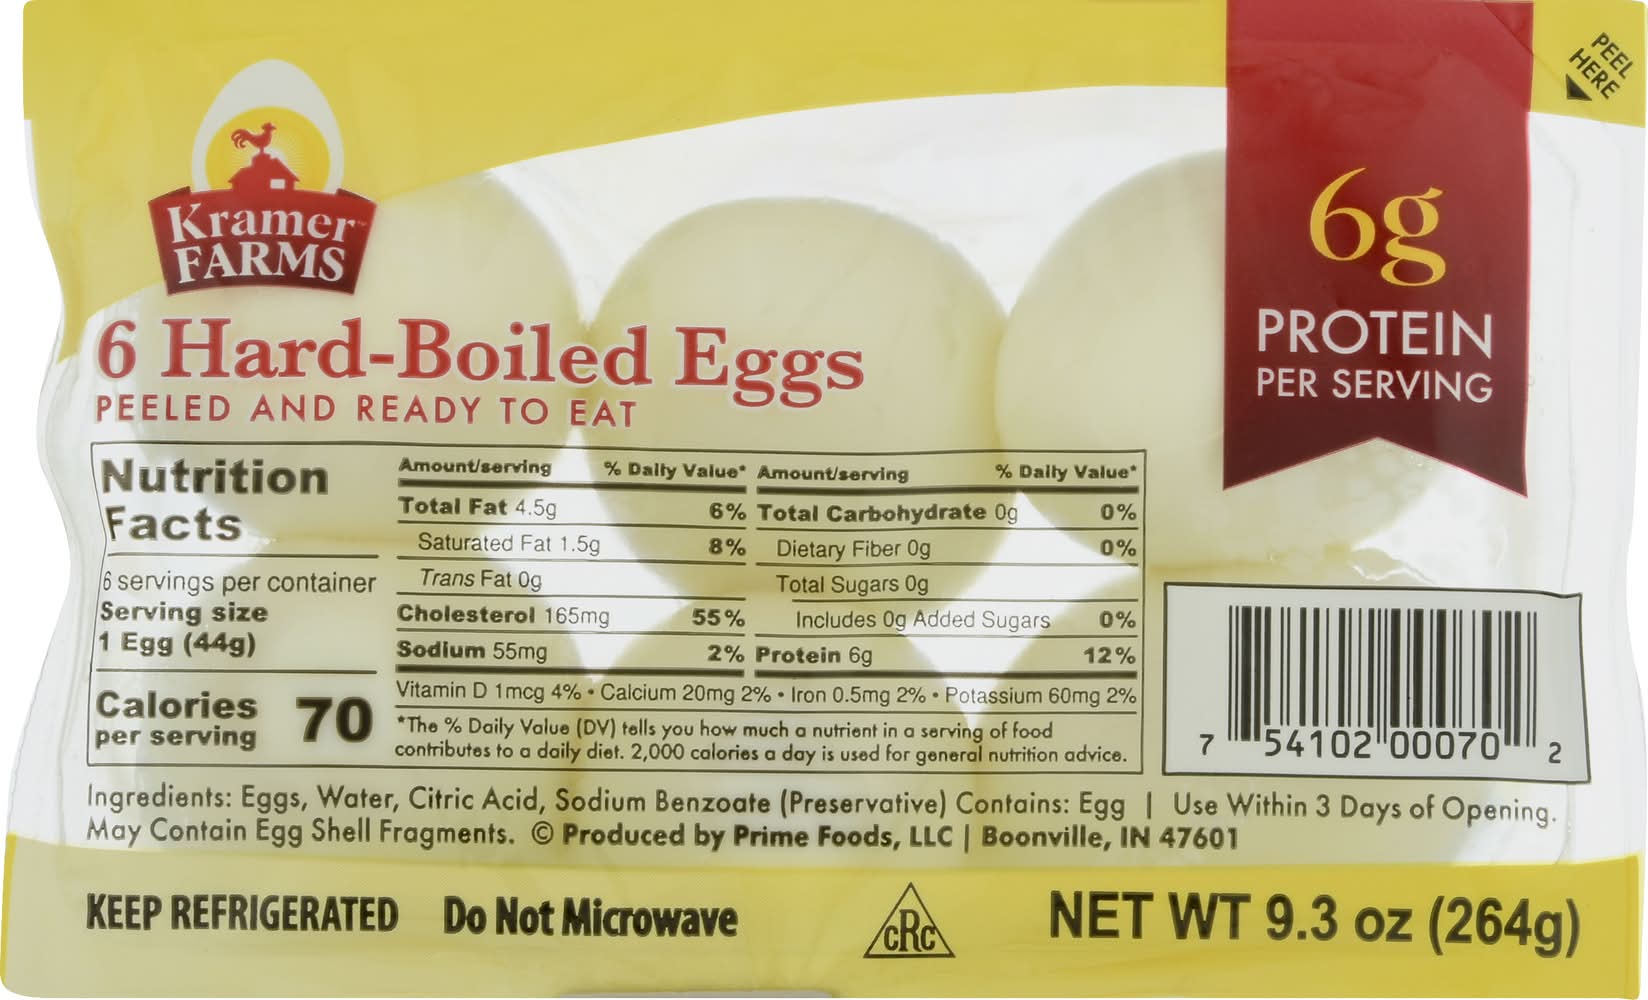 PEEL
HERE
Kramer™
FARMS
6 Hard-Boiled Eggs
PEELED AND READY TO EAT
6g
PROTEIN
PER SERVING
Nutrition
Facts
6 servings per container
Serving size
1 Egg (44g)
Calories
per serving 70
Amount/serving % Daily Value*
Total Fat 4.5g 6%
Saturated Fat 1.5g 8%
Trans Fat 0g
Cholesterol 165mg 55%
Sodium 55mg 2%
Amount/serving % Daily Value*
Total Carbohydrate 0g 0%
Dietary Fiber 0g 0%
Total Sugars 0g
Includes 0g Added Sugars 0%
Protein 6g 12%
Vitamin D 1mcg 4% • Calcium 20mg 2% • Iron 0.5mg 2% • Potassium 60mg 2%
*The % Daily Value (DV) tells you how much a nutrient in a serving of food
contributes to a daily diet. 2,000 calories a day is used for general nutrition advice.
7 54102 00070 2
Ingredients: Eggs, Water, Citric Acid, Sodium Benzoate (Preservative) Contains: Egg | Use Within 3 Days of Opening.
May Contain Egg Shell Fragments. © Produced by Prime Foods, LLC | Boonville, IN 47601
KEEP REFRIGERATED Do Not Microwave
cRc
NET WT 9.3 oz (264g)